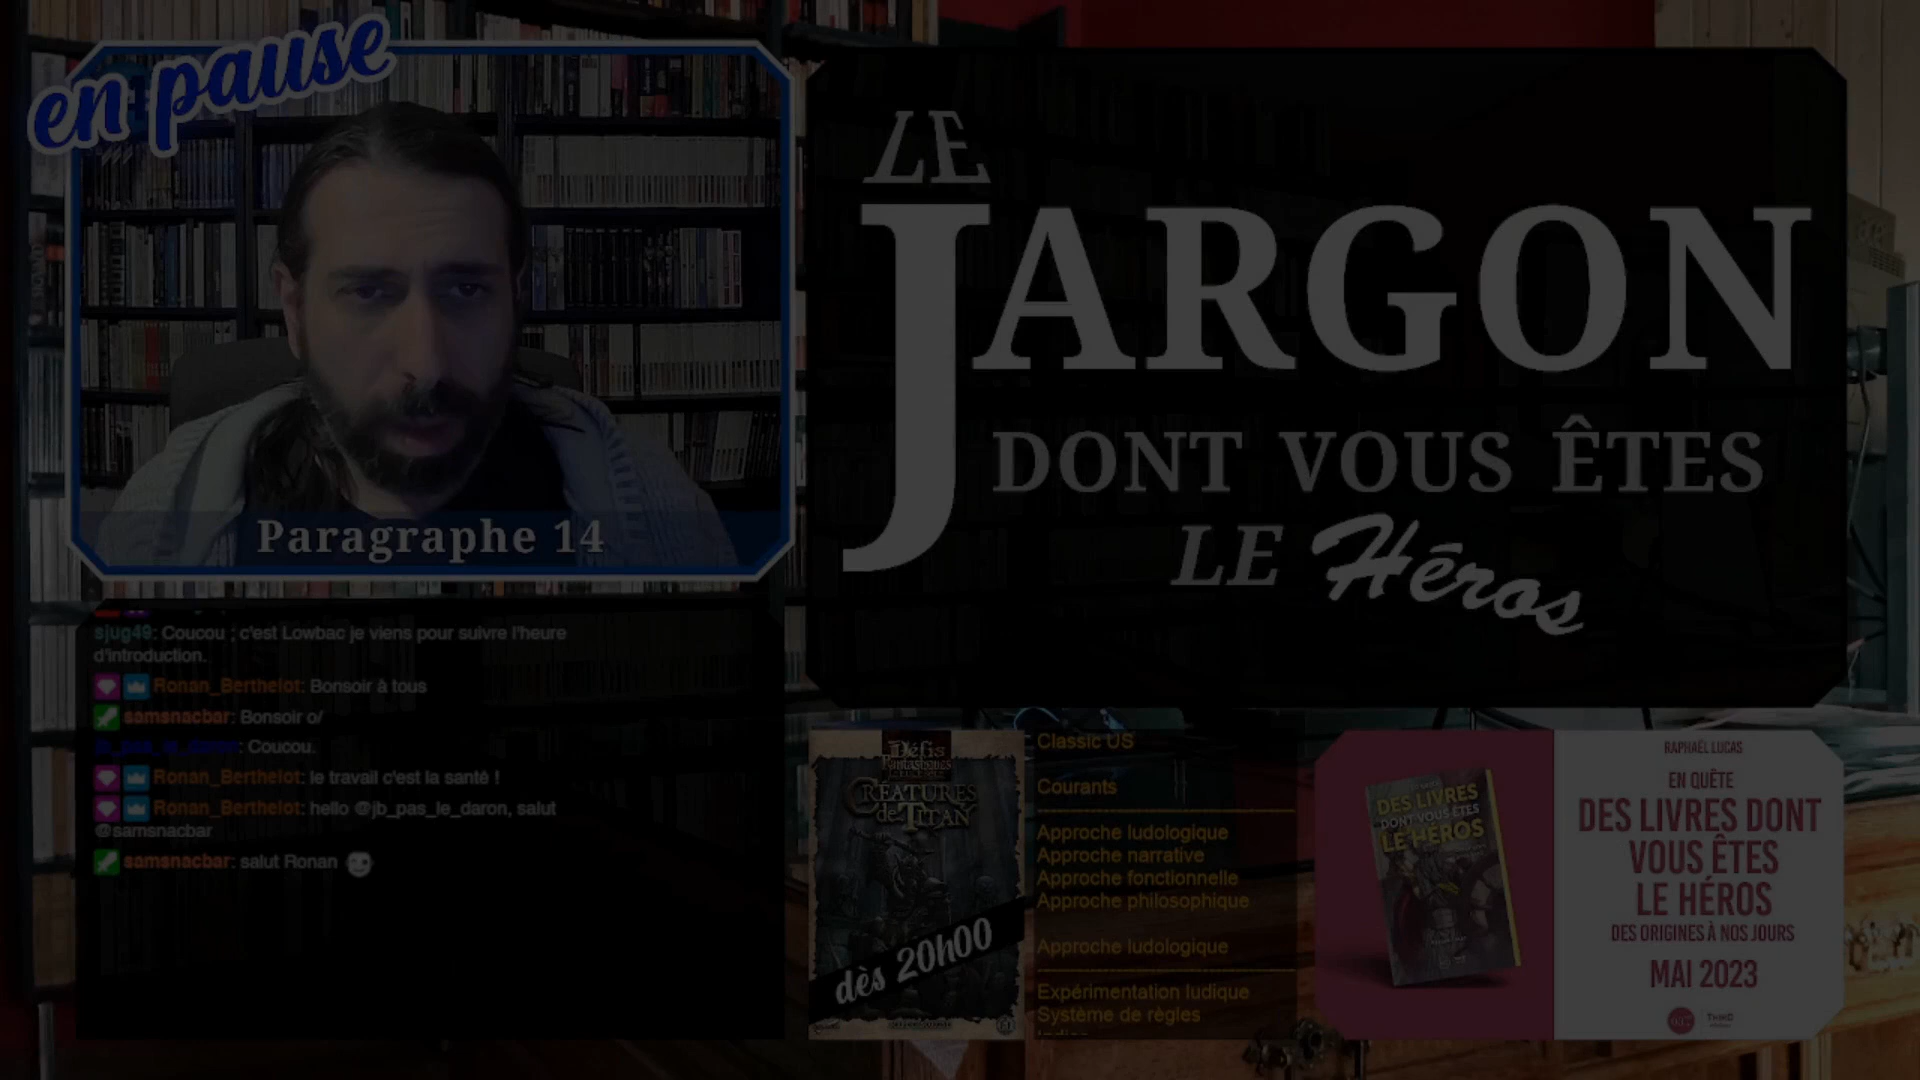 en pause
Paragraphe 14
LE
JARGON
DONT VOUS ÊTES
LE Héros
sjug49: Coucou ; c'est Lowbac je viens pour suivre l'heure
d'introduction.
Ronan_Berthelot: Bonsoir à tous
samsnacbar: Bonsoir o/
jb_pas_le_daron: Coucou.
Ronan_Berthelot: le travail c'est la santé !
Ronan_Berthelot: hello @jb_pas_le_daron, salut
@samsnacbar
samsnacbar: salut Ronan
Défis
Fantastiques
CRÉATURES
de TITAN
dès 20h00
Classic US
Courants
Approche ludologique
Approche narrative
Approche fonctionnelle
Approche philosophique
Approche ludologique
Expérimentation ludique
Système de règles
DES LIVRES
DONT VOUS ÊTES
LE HÉROS
RAPHAËL LUCAS
EN QUÊTE
DES LIVRES DONT
VOUS ÊTES
LE HÉROS
DES ORIGINES À NOS JOURS
MAI 2023
THIRD